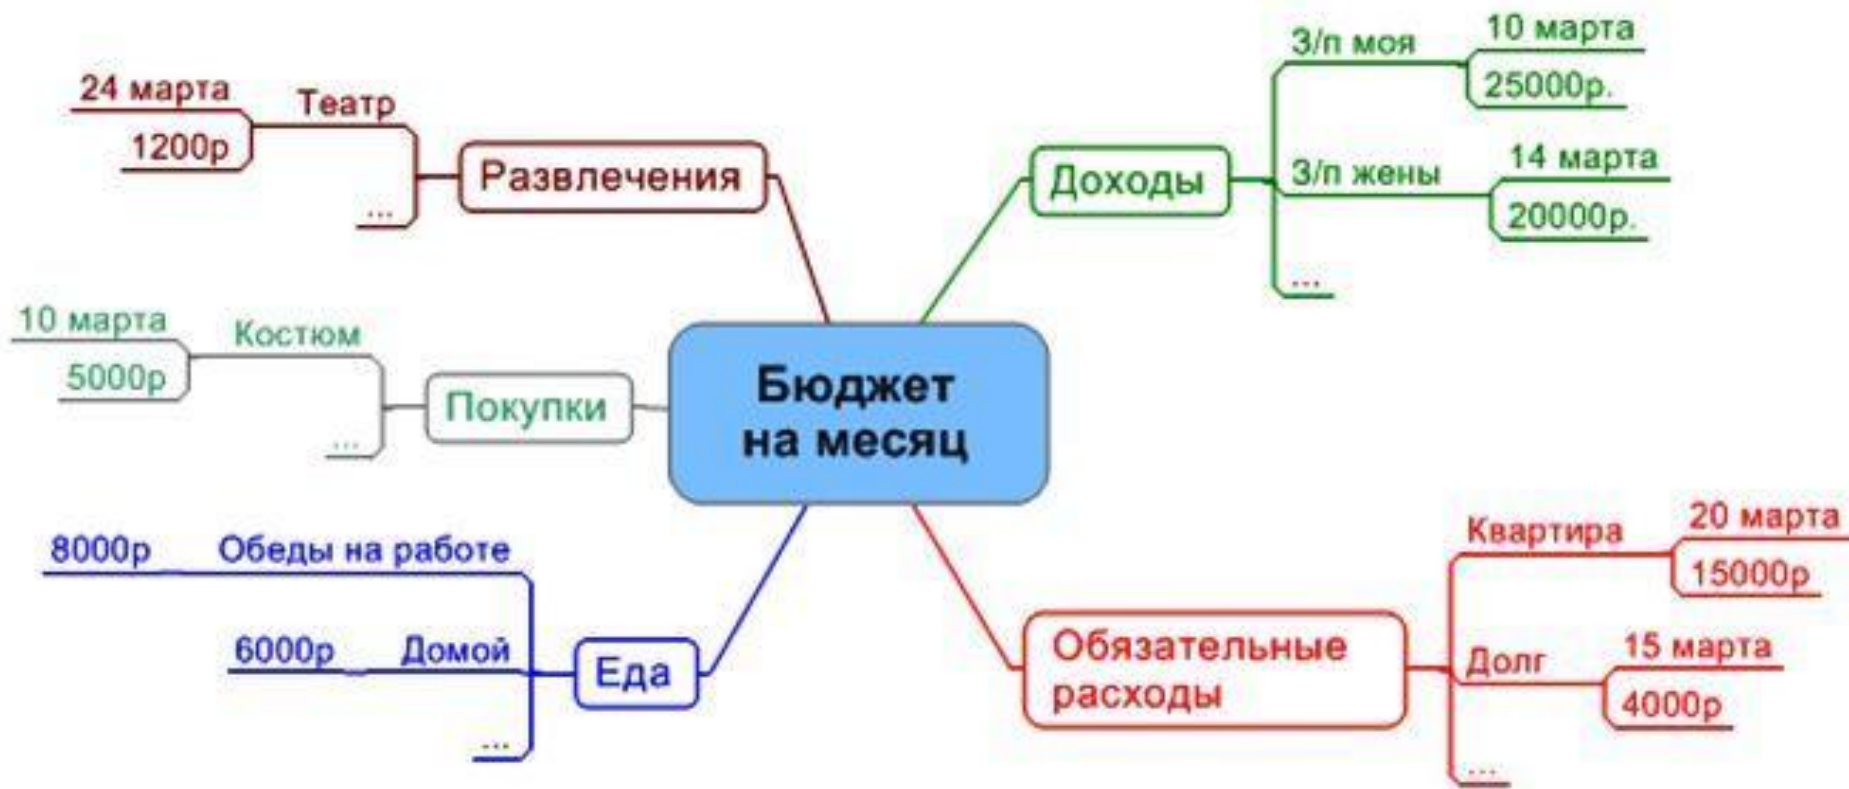 Бюджет
на месяц
Доходы
З/п моя
10 марта
25000р.
З/п жены
14 марта
20000р.
...
Обязательные
расходы
Квартира
20 марта
15000р
Долг
15 марта
4000р
...
Развлечения
Театр
24 марта
1200р
...
Покупки
Костюм
10 марта
5000р
...
Еда
Обеды на работе
8000р
Домой
6000р
...